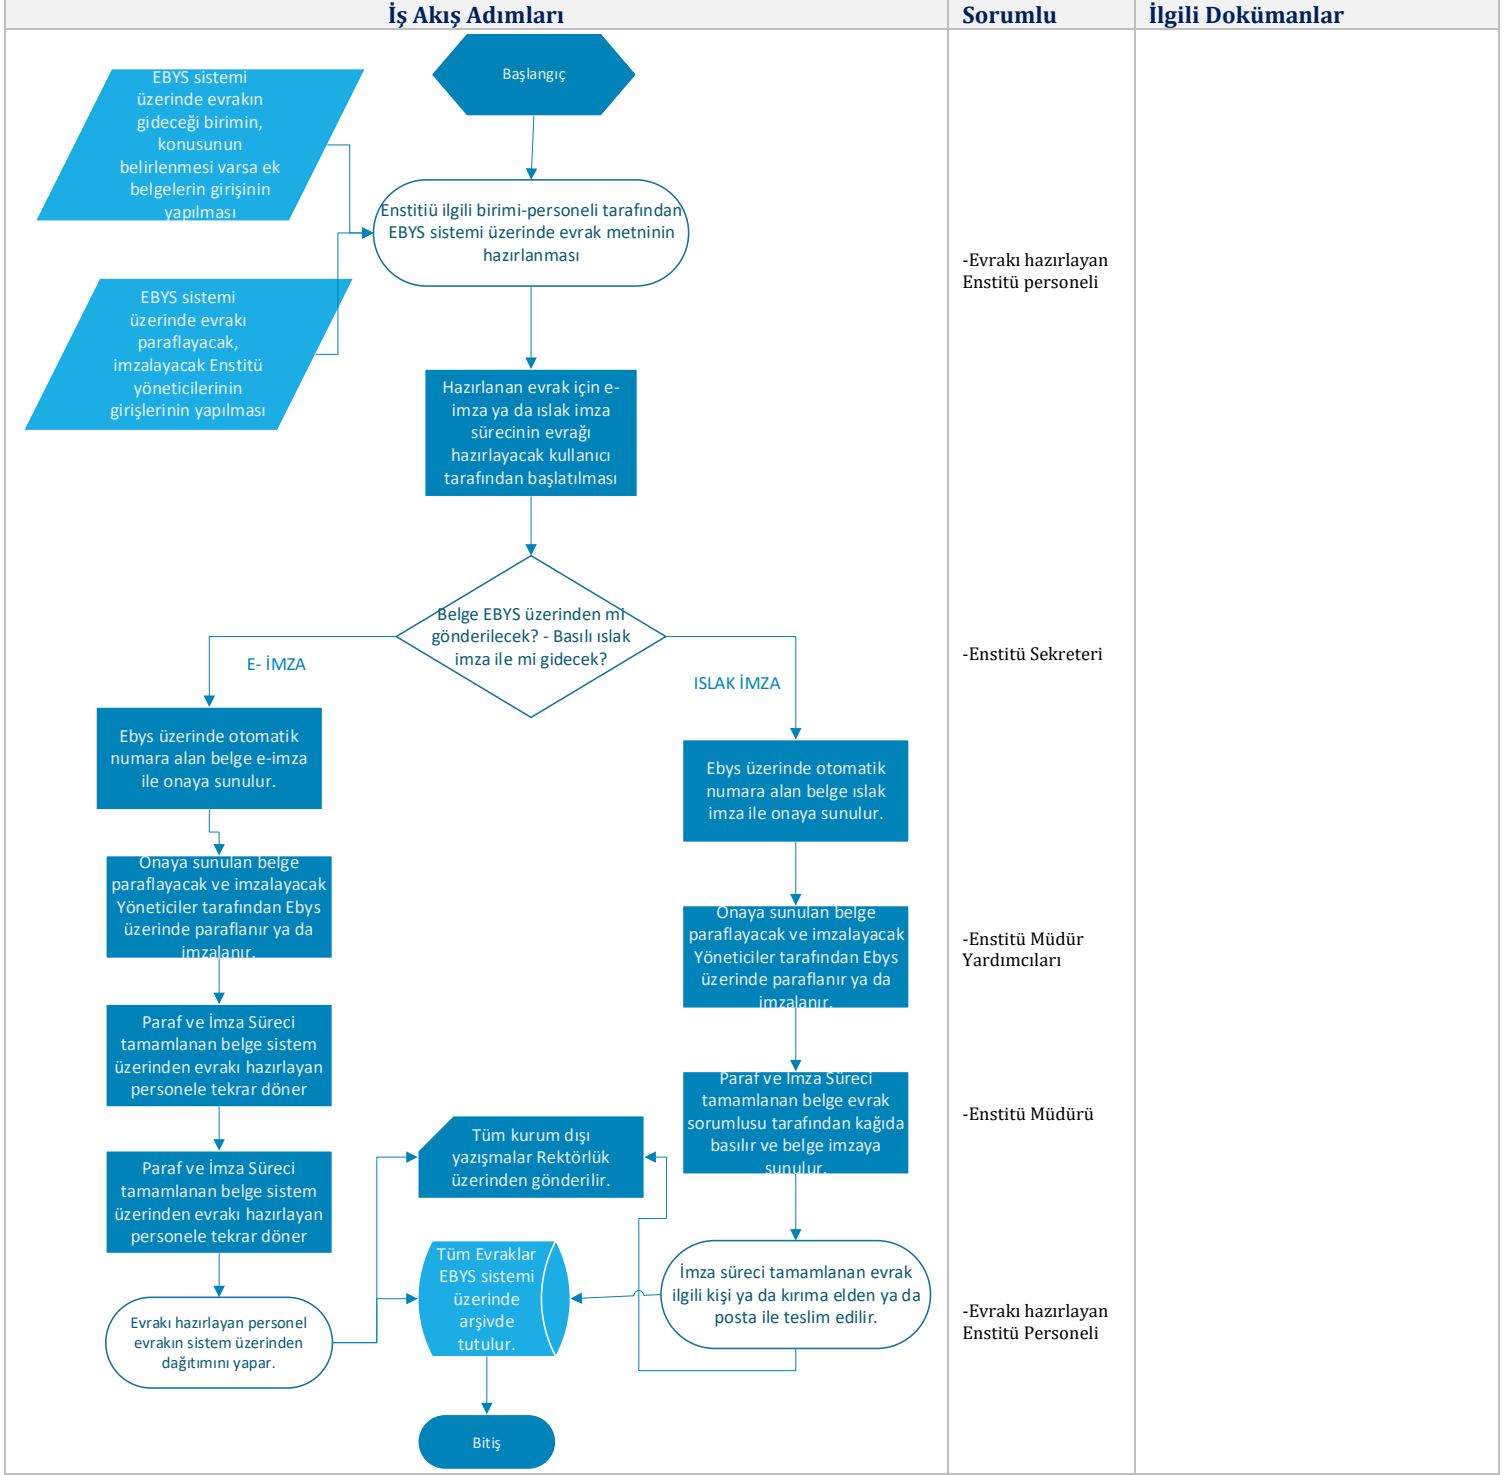 İş Akış Adımları
Sorumlu
İlgili Dokümanlar
Başlangıç
EBYS sistemi
üzerinde evrakın
gideceği birimin,
konusunun
belirlenmesi varsa ek
belgelerin girişinin
yapılması
Enstitiü ilgili birimi-personeli tarafından
EBYS sistemi üzerinde evrak metninin
hazırlanması
-Evrakı hazırlayan
Enstitü personeli
EBYS sistemi
üzerinde evrakı
paraflayacak,
imzalayacak Enstitü
yöneticilerinin
girişlerinin yapılması
Hazırlanan evrak için e-
imza ya da ıslak imza
sürecinin evrağı
hazırlayacak kullanıcı
tarafından başlatılması
Belge EBYS üzerinden mi
gönderilecek? - Basılı ıslak
imza ile mi gidecek?
-Enstitü Sekreteri
E- İMZA
ISLAK İMZA
Ebys üzerinde otomatik
numara alan belge e-imza
ile onaya sunulur.
Ebys üzerinde otomatik
numara alan belge ıslak
imza ile onaya sunulur.
Onaya sunulan belge
paraflayacak ve imzalayacak
Yöneticiler tarafından Ebys
üzerinde paraflanır ya da
imzalanır.
Onaya sunulan belge
paraflayacak ve imzalayacak
Yöneticiler tarafından Ebys
üzerinde paraflanır ya da
imzalanır.
-Enstitü Müdür
Yardımcıları
Paraf ve İmza Süreci
tamamlanan belge sistem
üzerinden evrakı hazırlayan
personele tekrar döner
Paraf ve İmza Süreci
tamamlanan belge evrak
sorumlusu tarafından kağıda
basılır ve belge imzaya
sunulur.
-Enstitü Müdürü
Tüm kurum dışı
yazışmalar Rektörlük
üzerinden gönderilir.
Paraf ve İmza Süreci
tamamlanan belge sistem
üzerinden evrakı hazırlayan
personele tekrar döner
Tüm Evraklar
EBYS sistemi
üzerinde
arşivde
tutulur.
İmza süreci tamamlanan evrak
ilgili kişi ya da kırıma elden ya da
posta ile teslim edilir.
-Evrakı hazırlayan
Enstitü Personeli
Evrakı hazırlayan personel
evrakın sistem üzerinden
dağıtımını yapar.
Bitiş